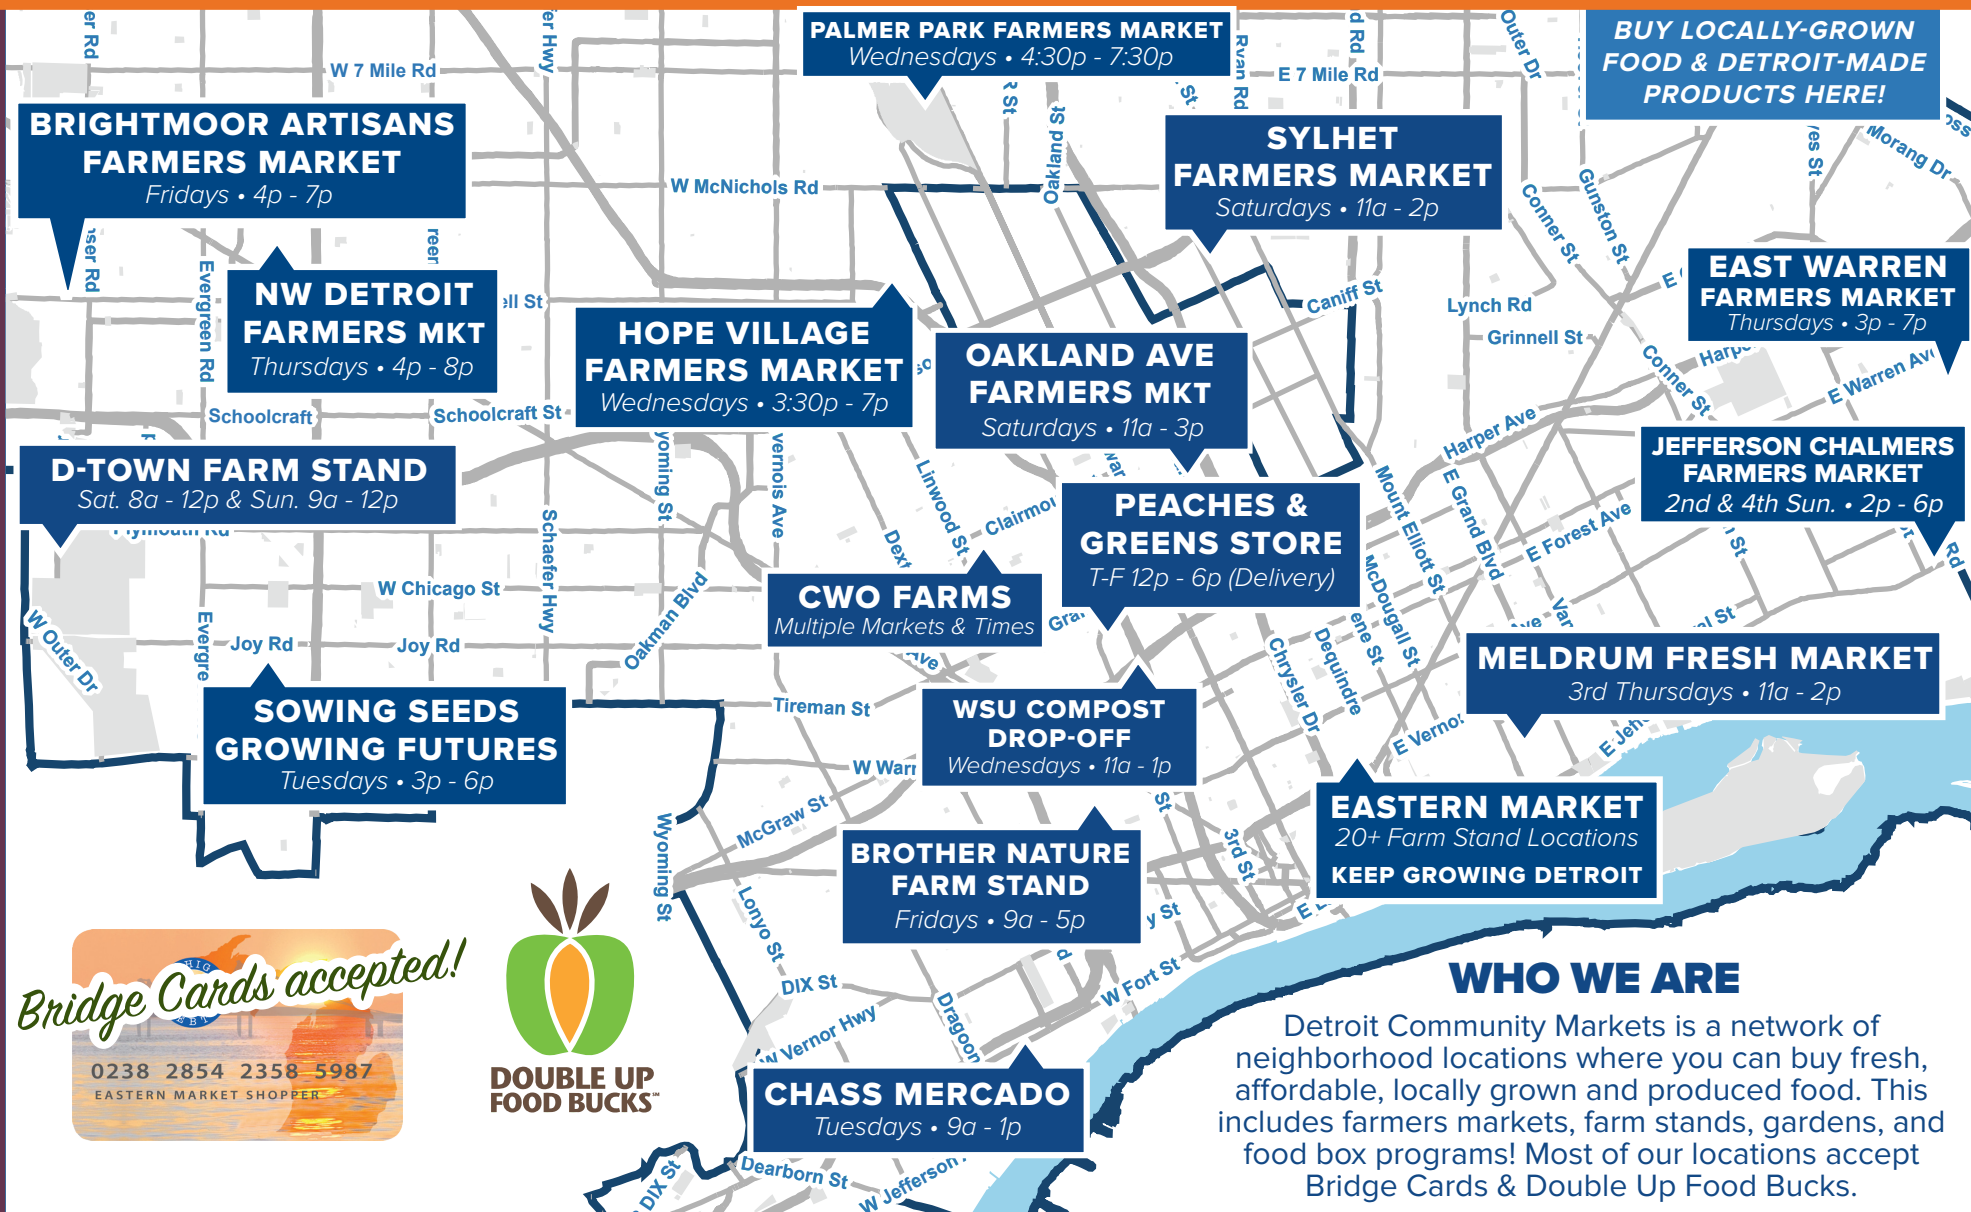 PALMER PARK FARMERS MARKET
Wednesdays • 4:30p - 7:30p
BUY LOCALLY-GROWN
FOOD & DETROIT-MADE
PRODUCTS HERE!
W 7 Mile Rd
E 7 Mile Rd
Ryan Rd
Outer Dr
BRIGHTMOOR ARTISANS
FARMERS MARKET
Fridays • 4p - 7p
SYLHET
FARMERS MARKET
Saturdays • 11a - 2p
Oakland St
Morang Dr
W McNichols Rd
Conner St
Gunston St
EAST WARREN
FARMERS MARKET
Thursdays • 3p - 7p
NW DETROIT
FARMERS MKT
Thursdays • 4p - 8p
Evergreen Rd
Caniff St
Lynch Rd
Grinnell St
HOPE VILLAGE
FARMERS MARKET
Wednesdays • 3:30p - 7p
OAKLAND AVE
FARMERS MKT
Saturdays • 11a - 3p
Conner St
E Warren Ave
Schoolcraft
Schoolcraft St
Harper Ave
D-TOWN FARM STAND
Sat. 8a - 12p & Sun. 9a - 12p
JEFFERSON CHALMERS
FARMERS MARKET
2nd & 4th Sun. • 2p - 6p
Plymouth Rd
Schaefer Hwy
Linwood St
Mount Elliott St
E Grand Blvd
E Forest Ave
PEACHES &
GREENS STORE
T-F 12p - 6p (Delivery)
W Chicago St
Oakman Blvd
CWO FARMS
Multiple Markets & Times
McDougall St
W Outer Dr
Joy Rd
Joy Rd
Chrysler Dr
Dequindre
MELDRUM FRESH MARKET
3rd Thursdays • 11a - 2p
SOWING SEEDS
GROWING FUTURES
Tuesdays • 3p - 6p
Tireman St
WSU COMPOST
DROP-OFF
Wednesdays • 11a - 1p
McGraw St
Wyoming St
3rd St
EASTERN MARKET
20+ Farm Stand Locations
KEEP GROWING DETROIT
BROTHER NATURE
FARM STAND
Fridays • 9a - 5p
Lonyo St
DIX St
W Fort St
Dragoon
W Vernor Hwy
Bridge Cards accepted!
0238 2854 2358 5987
EASTERN MARKET SHOPPER
DOUBLE UP
FOOD BUCKS
CHASS MERCADO
Tuesdays • 9a - 1p
DIX St
Dearborn St
W Jefferson
WHO WE ARE
Detroit Community Markets is a network of
neighborhood locations where you can buy fresh,
affordable, locally grown and produced food. This
includes farmers markets, farm stands, gardens, and
food box programs! Most of our locations accept
Bridge Cards & Double Up Food Bucks.